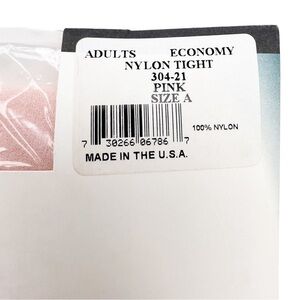 ADULTS ECONOMY
NYLON TIGHT
304-21
PINK
SIZE A
100% NYLON
7 30266 06786 7
MADE IN THE U.S.A.